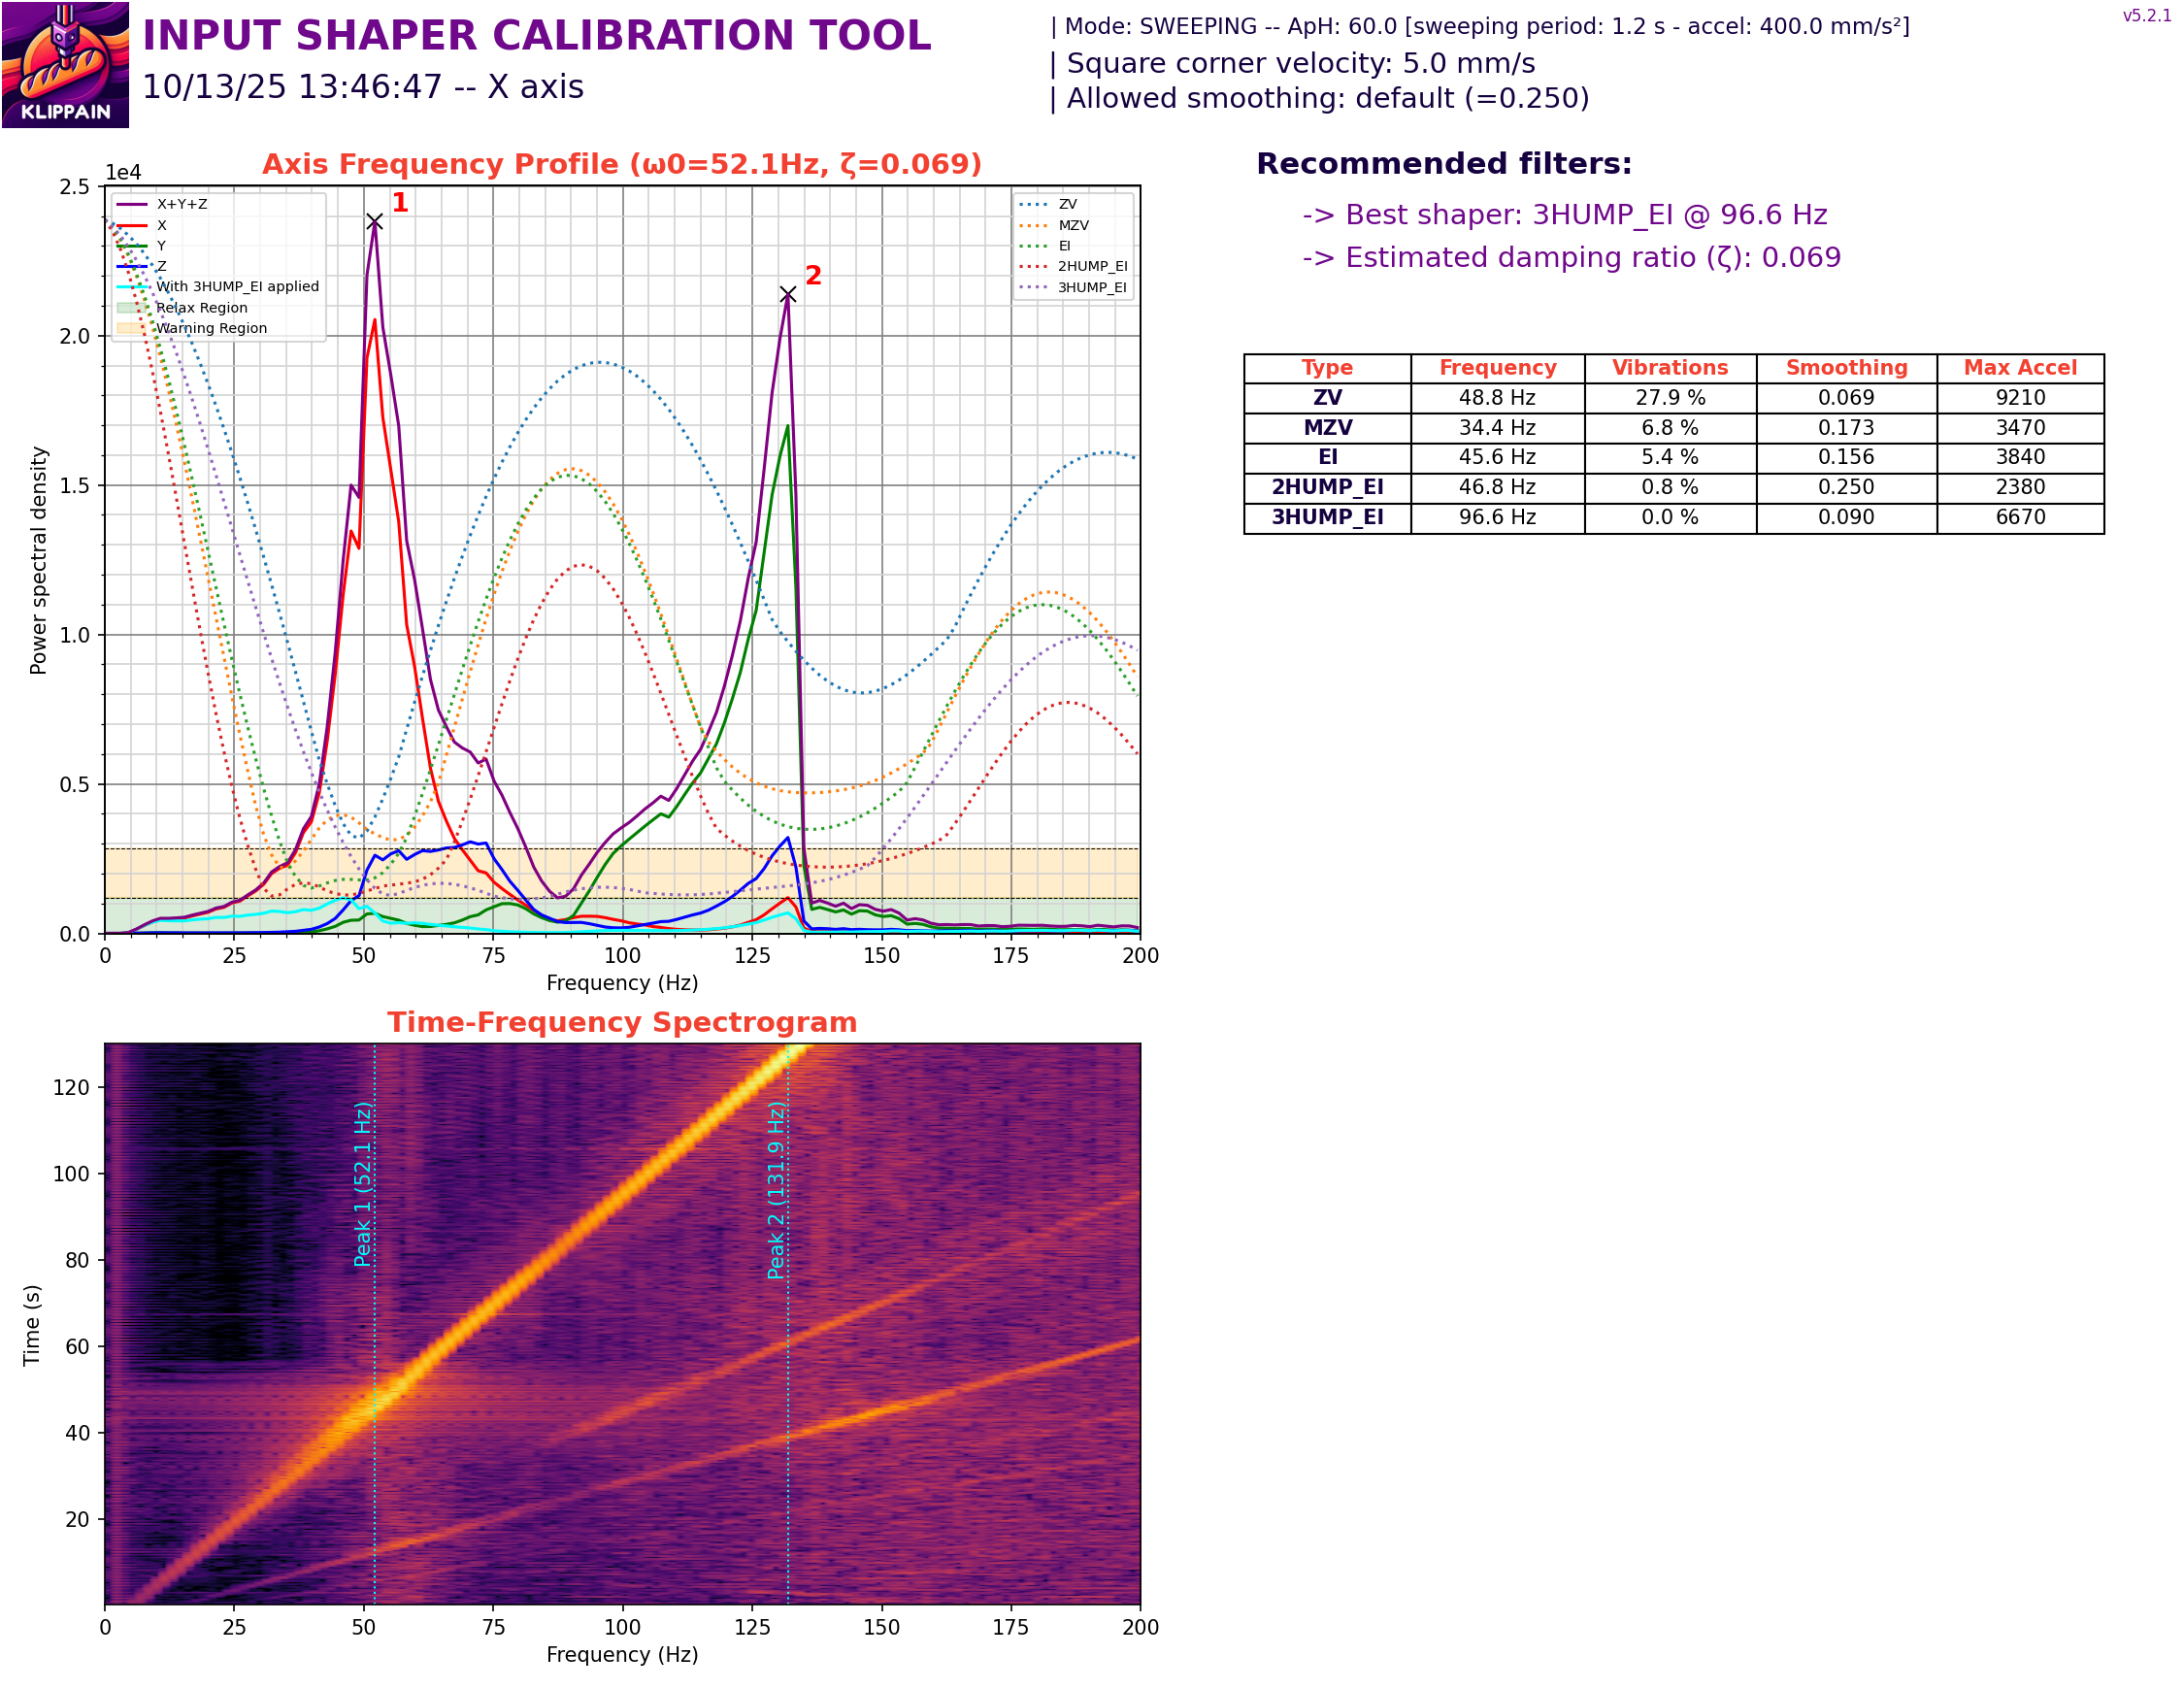 KLIPPAIN
INPUT SHAPER CALIBRATION TOOL
10/13/25 13:46:47 -- X axis
| Mode: SWEEPING -- ApH: 60.0 [sweeping period: 1.2 s - accel: 400.0 mm/s²]
| Square corner velocity: 5.0 mm/s
| Allowed smoothing: default (=0.250)
v5.2.1
Axis Frequency Profile (ω0=52.1Hz, ζ=0.069)
1e4
2.5
2.0
1.5
1.0
0.5
0.0
Power spectral density
X+Y+Z
X
Y
Z
With 3HUMP_EI applied
Relax Region
Warning Region
1
2
ZV
MZV
EI
2HUMP_EI
3HUMP_EI
0 25 50 75 100 125 150 175 200
Frequency (Hz)
Recommended filters:
-> Best shaper: 3HUMP_EI @ 96.6 Hz
-> Estimated damping ratio (ζ): 0.069
Type Frequency Vibrations Smoothing Max Accel
ZV 48.8 Hz 27.9 % 0.069 9210
MZV 34.4 Hz 6.8 % 0.173 3470
EI 45.6 Hz 5.4 % 0.156 3840
2HUMP_EI 46.8 Hz 0.8 % 0.250 2380
3HUMP_EI 96.6 Hz 0.0 % 0.090 6670
Time-Frequency Spectrogram
120
100
80
60
40
20
Time (s)
Peak 1 (52.1 Hz)
Peak 2 (131.9 Hz)
0 25 50 75 100 125 150 175 200
Frequency (Hz)